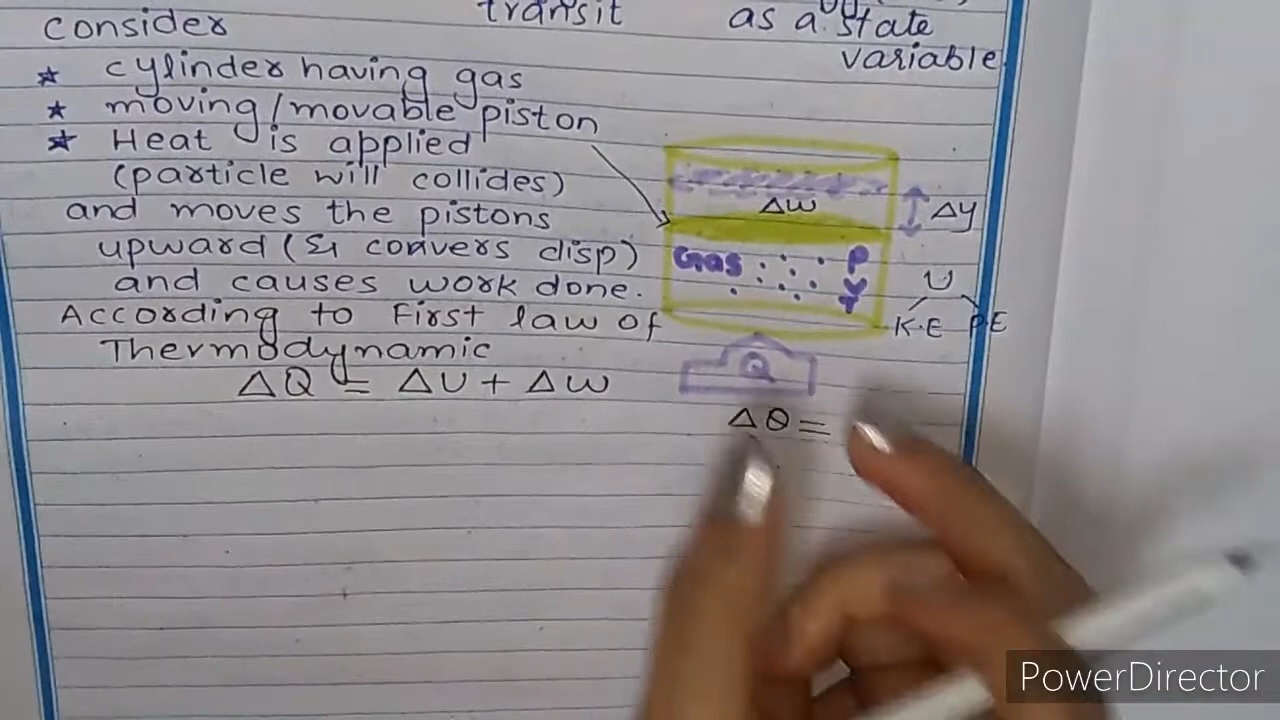 transit
consider
as a state
variable
★ cylinder having gas
★ moving/movable piston
★ Heat is applied
(particle will collides)
and moves the pistons
upward (& convers disp)
and causes work done.
According to First law of
Thermodynamic
ΔQ = ΔU + Δw
Δw
Δy
Gas
P
V
T
U
K.E
P.E
Q
ΔQ =
PowerDirector